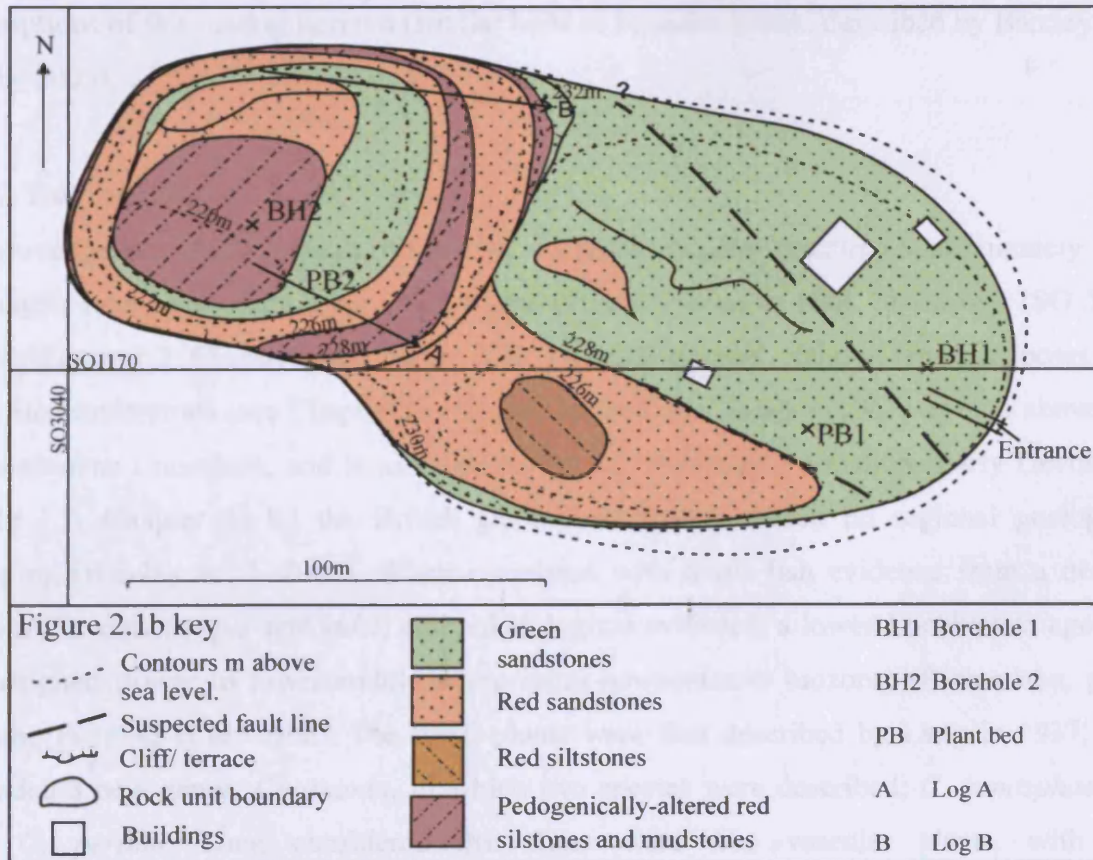 N
232m ?
B
220m
BH2
PB2
226m
228m
A
228m
226m
230m
BH1
PB1
Entrance
SO1170
SO3040
100m
Figure 2.1b key
Contours m above
sea level.
Suspected fault line
Cliff/ terrace
Rock unit boundary
Buildings
Green
sandstones
Red sandstones
Red siltstones
Pedogenically-altered red
silstones and mudstones
BH1 Borehole 1
BH2 Borehole 2
PB Plant bed
A Log A
B Log B